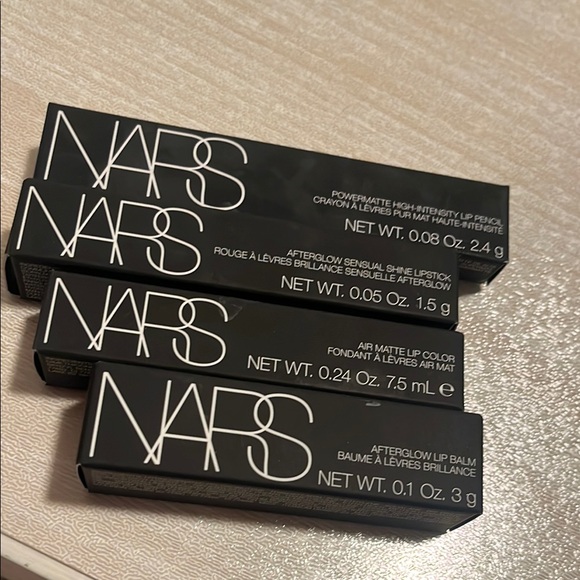 NARS
POWERMATTE HIGH-INTENSITY LIP PENCIL
CRAYON À LÈVRES PUR MAT HAUTE-INTENSITÉ
NET WT. 0.08 Oz. 2.4 g
NARS
AFTERGLOW SENSUAL SHINE LIPSTICK
ROUGE À LÈVRES BRILLANCE SENSUELLE AFTERGLOW
NET WT. 0.05 Oz. 1.5 g
NARS
AIR MATTE LIP COLOR
FONDANT À LÈVRES AIR MAT
NET WT. 0.24 Oz. 7.5 mL ℮
NARS
AFTERGLOW LIP BALM
BAUME À LÈVRES BRILLANCE
NET WT. 0.1 Oz. 3 g